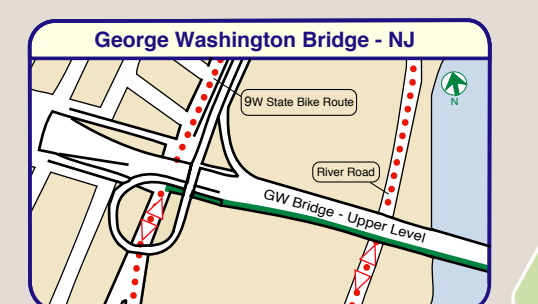 George Washington Bridge - NJ
9W State Bike Route
N
River Road
GW Bridge - Upper Level